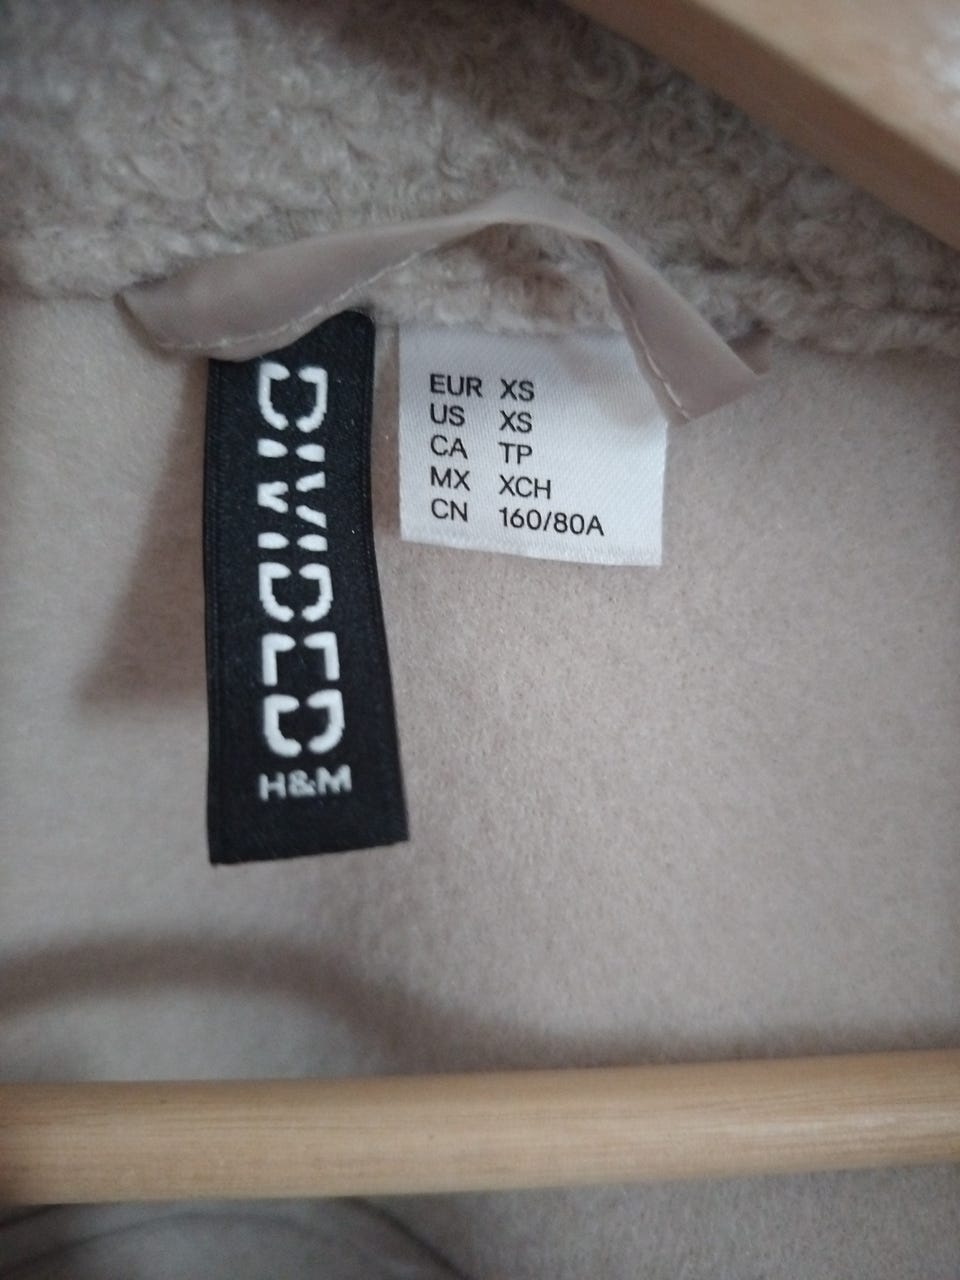 DIVIDED
H&M
EUR XS
US XS
CA TP
MX XCH
CN 160/80A